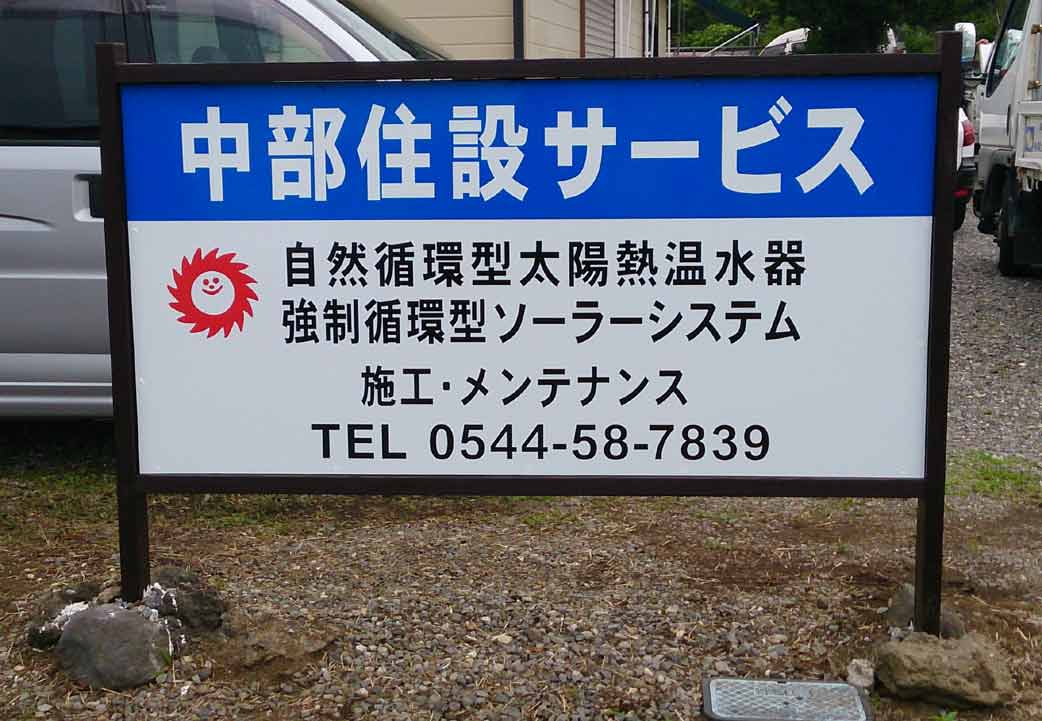 中部住設サービス
自然循環型太陽熱温水器
強制循環型ソーラーシステム
施工・メンテナンス
TEL 0544-58-7839